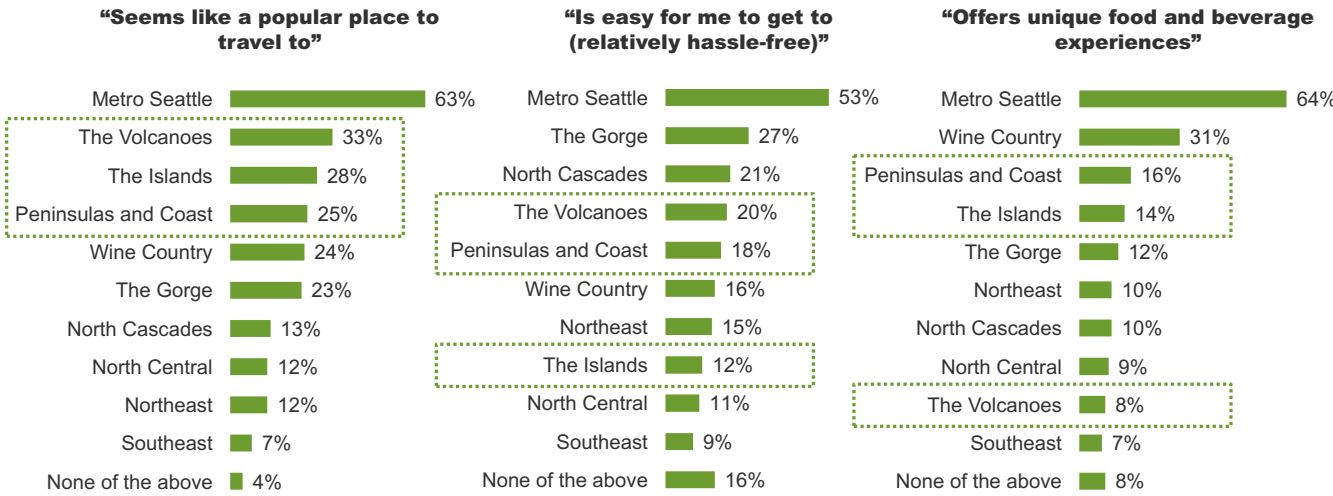 “Seems like a popular place to
travel to”
Metro Seattle 63%
The Volcanoes 33%
The Islands 28%
Peninsulas and Coast 25%
Wine Country 24%
The Gorge 23%
North Cascades 13%
North Central 12%
Northeast 12%
Southeast 7%
None of the above 4%
“Is easy for me to get to
(relatively hassle-free)”
Metro Seattle 53%
The Gorge 27%
North Cascades 21%
The Volcanoes 20%
Peninsulas and Coast 18%
Wine Country 16%
Northeast 15%
The Islands 12%
North Central 11%
Southeast 9%
None of the above 16%
“Offers unique food and beverage
experiences”
Metro Seattle 64%
Wine Country 31%
Peninsulas and Coast 16%
The Islands 14%
The Gorge 12%
Northeast 10%
North Cascades 10%
North Central 9%
The Volcanoes 8%
Southeast 7%
None of the above 8%